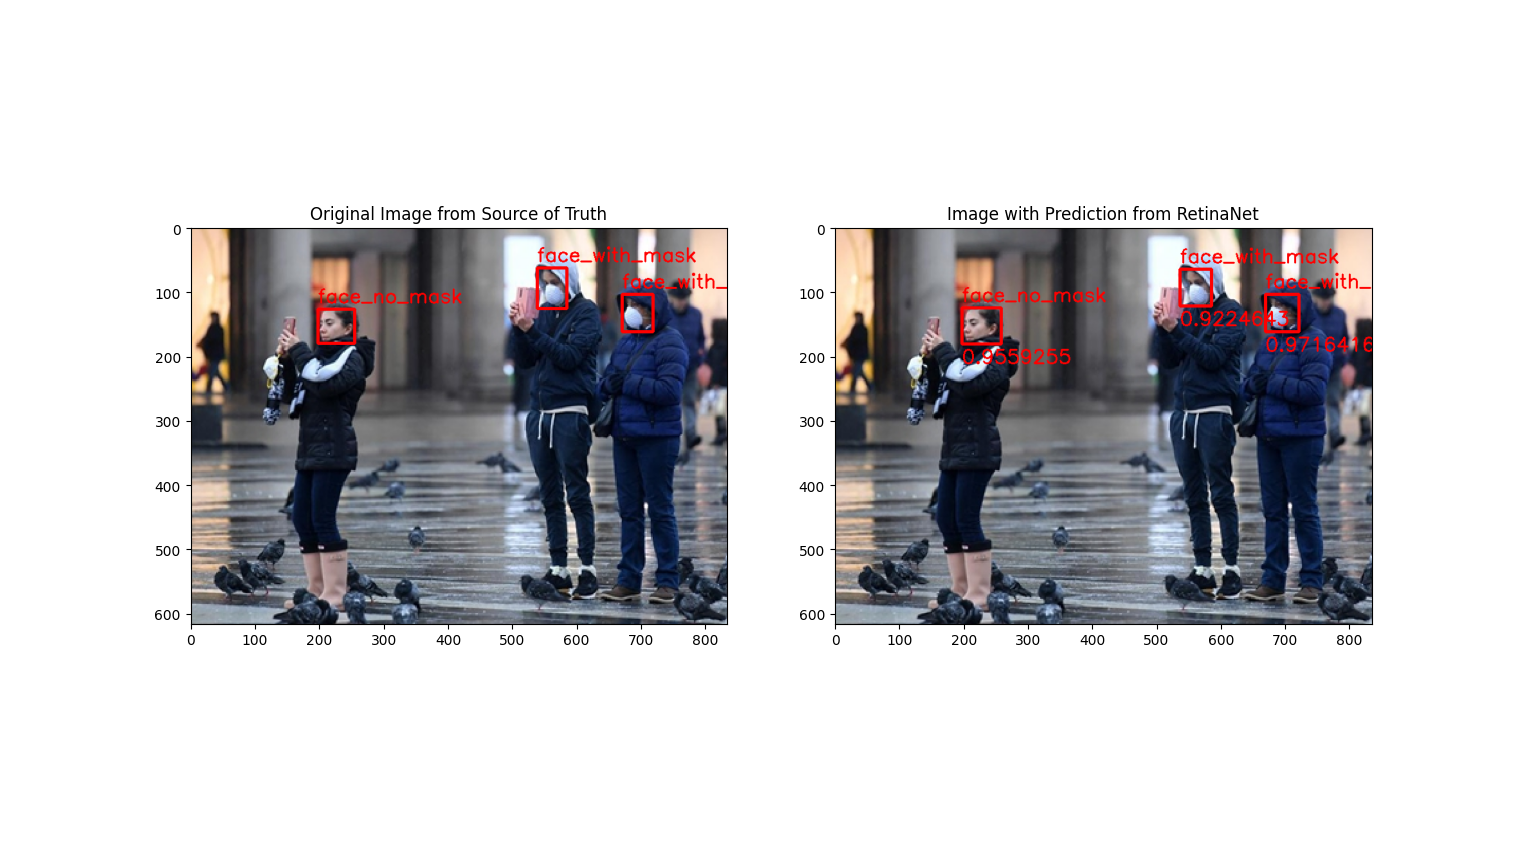 Original Image from Source of Truth
0
100
200
300
400
500
600
0 100 200 300 400 500 600 700 800
face_with_mask
face_with_
face_no_mask
Image with Prediction from RetinaNet
0
100
200
300
400
500
600
0 100 200 300 400 500 600 700 800
face_with_mask
face_with_
face_no_mask
0.9224643
0.9716416
0.9559255